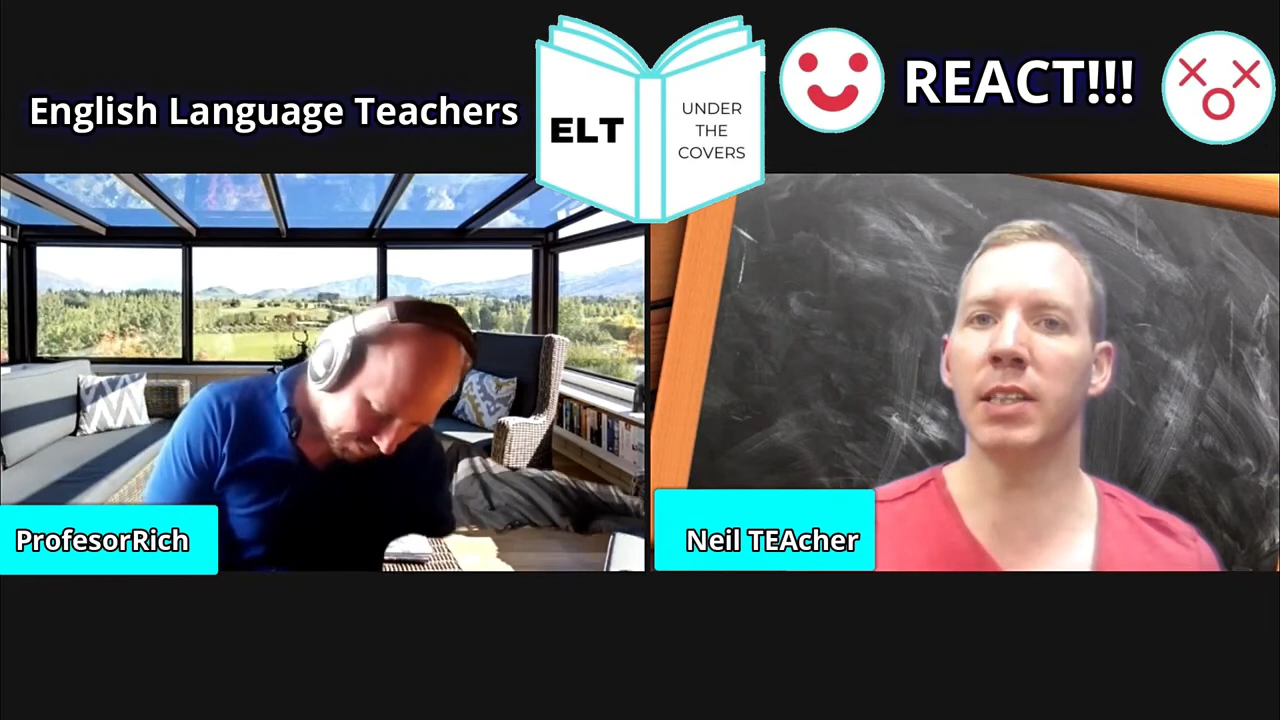 English Language Teachers
ELT
UNDER
THE
COVERS
REACT!!!
ProfesorRich
Neil TEAcher